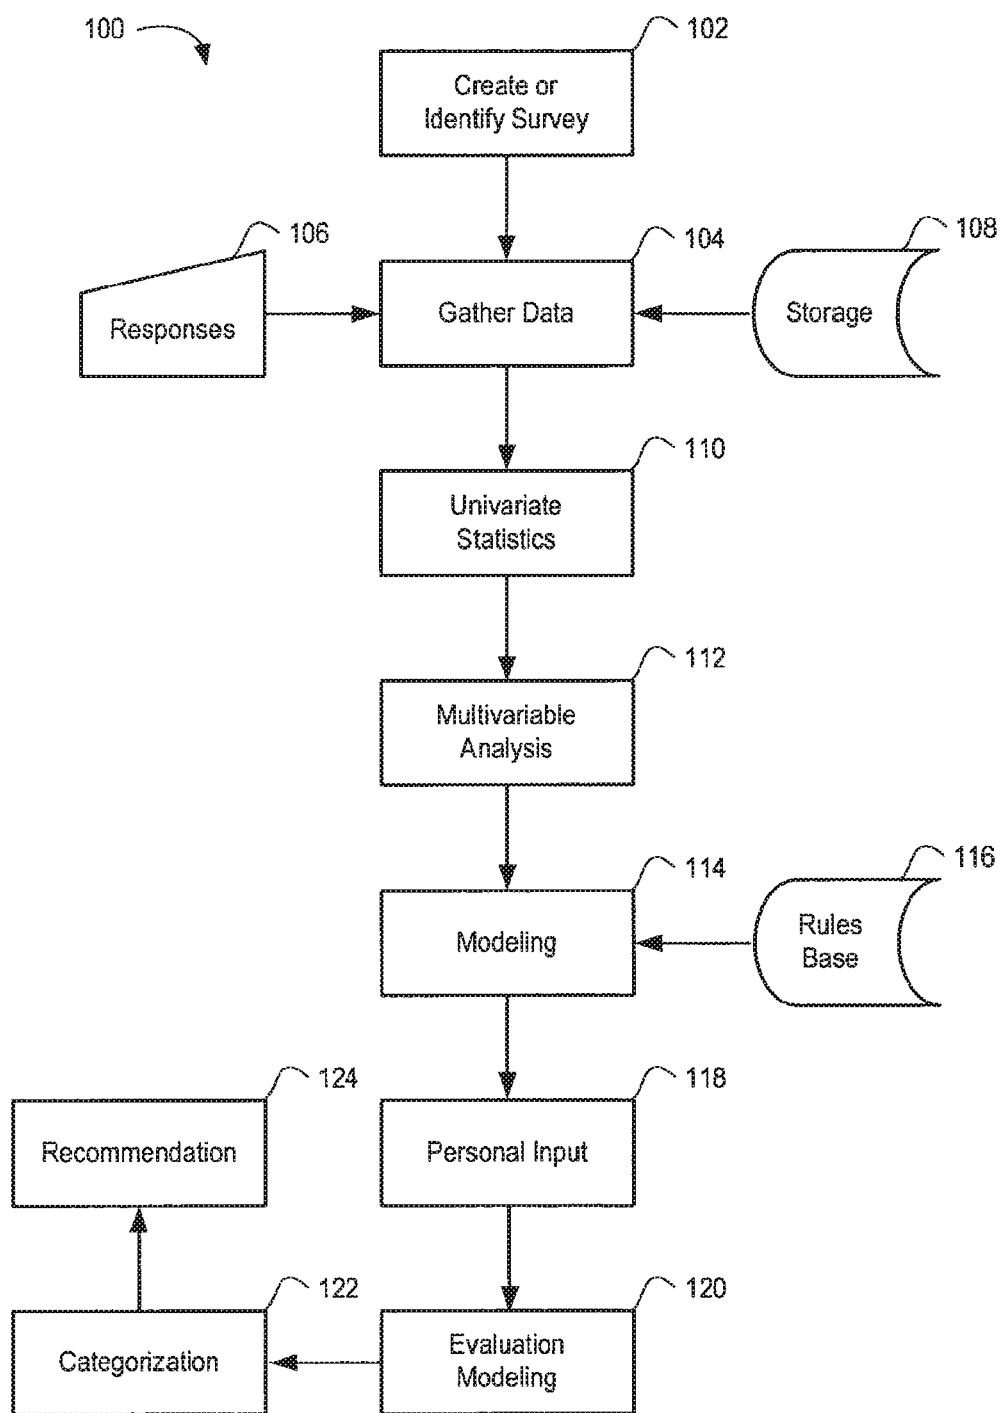 100
102
Create or
Identify Survey
106
104
108
Responses
Gather Data
Storage
110
Univariate
Statistics
112
Multivariable
Analysis
114
116
Modeling
Rules
Base
124
118
Recommendation
Personal Input
122
120
Categorization
Evaluation
Modeling